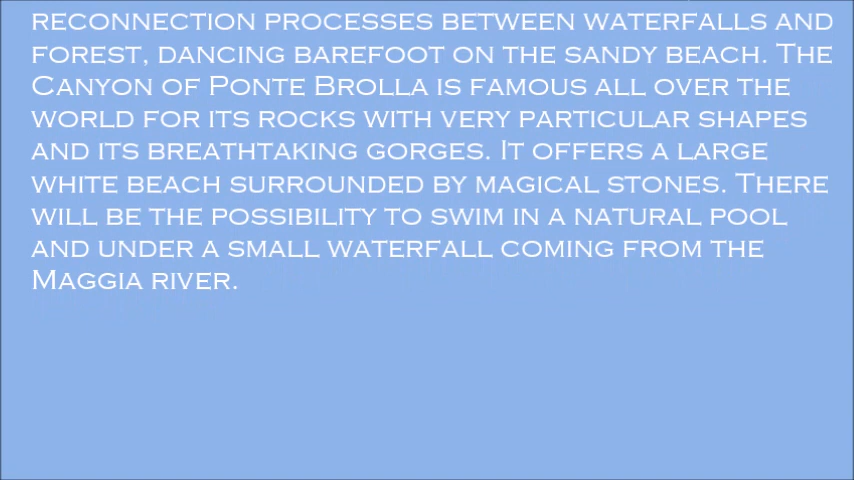 RECONNECTION PROCESSES BETWEEN WATERFALLS AND
FOREST, DANCING BAREFOOT ON THE SANDY BEACH. THE
CANYON OF PONTE BROLLA IS FAMOUS ALL OVER THE
WORLD FOR ITS ROCKS WITH VERY PARTICULAR SHAPES
AND ITS BREATHTAKING GORGES. IT OFFERS A LARGE
WHITE BEACH SURROUNDED BY MAGICAL STONES. THERE
WILL BE THE POSSIBILITY TO SWIM IN A NATURAL POOL
AND UNDER A SMALL WATERFALL COMING FROM THE
MAGGIA RIVER.